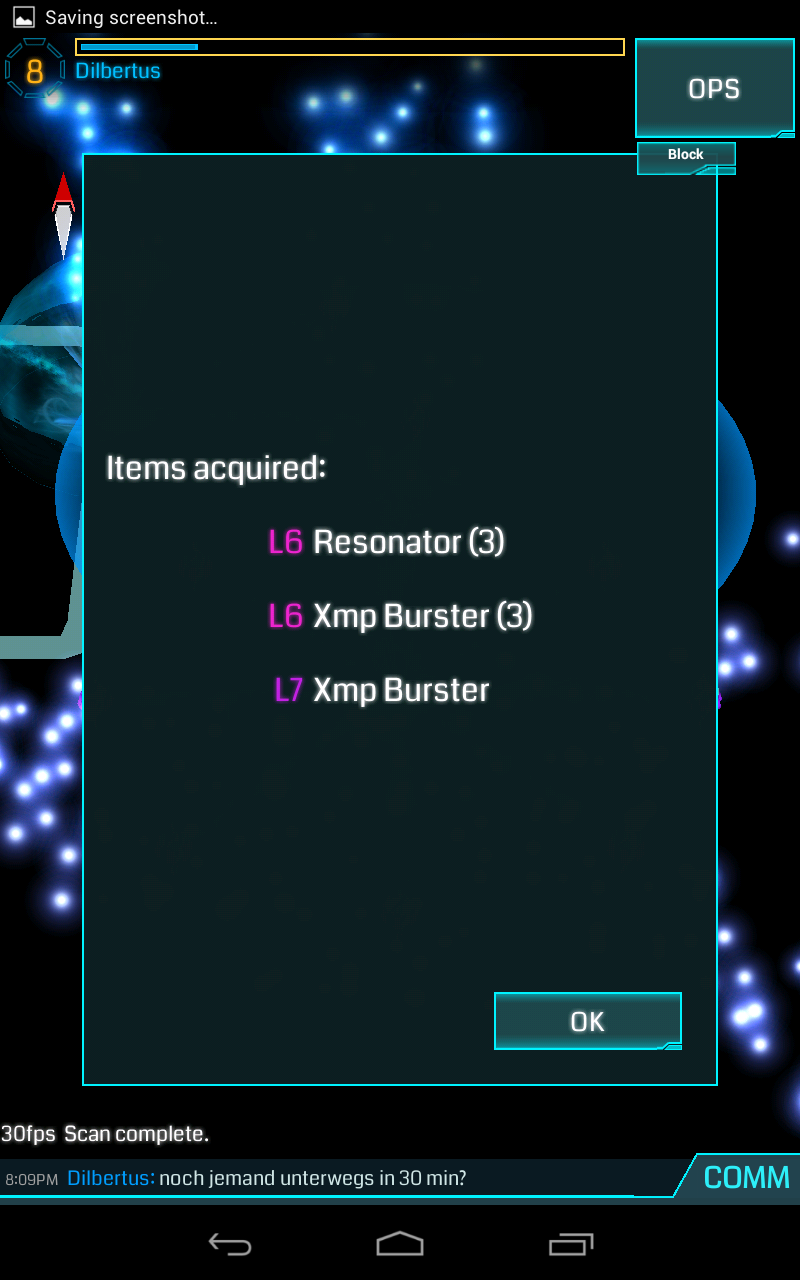 Saving screenshot...
8
Dilbertus
OPS
Block
Items acquired:
L6 Resonator (3)
L6 Xmp Burster (3)
L7 Xmp Burster
OK
30fps Scan complete.
8:09PM Dilbertus: noch jemand unterwegs in 30 min?
COMM